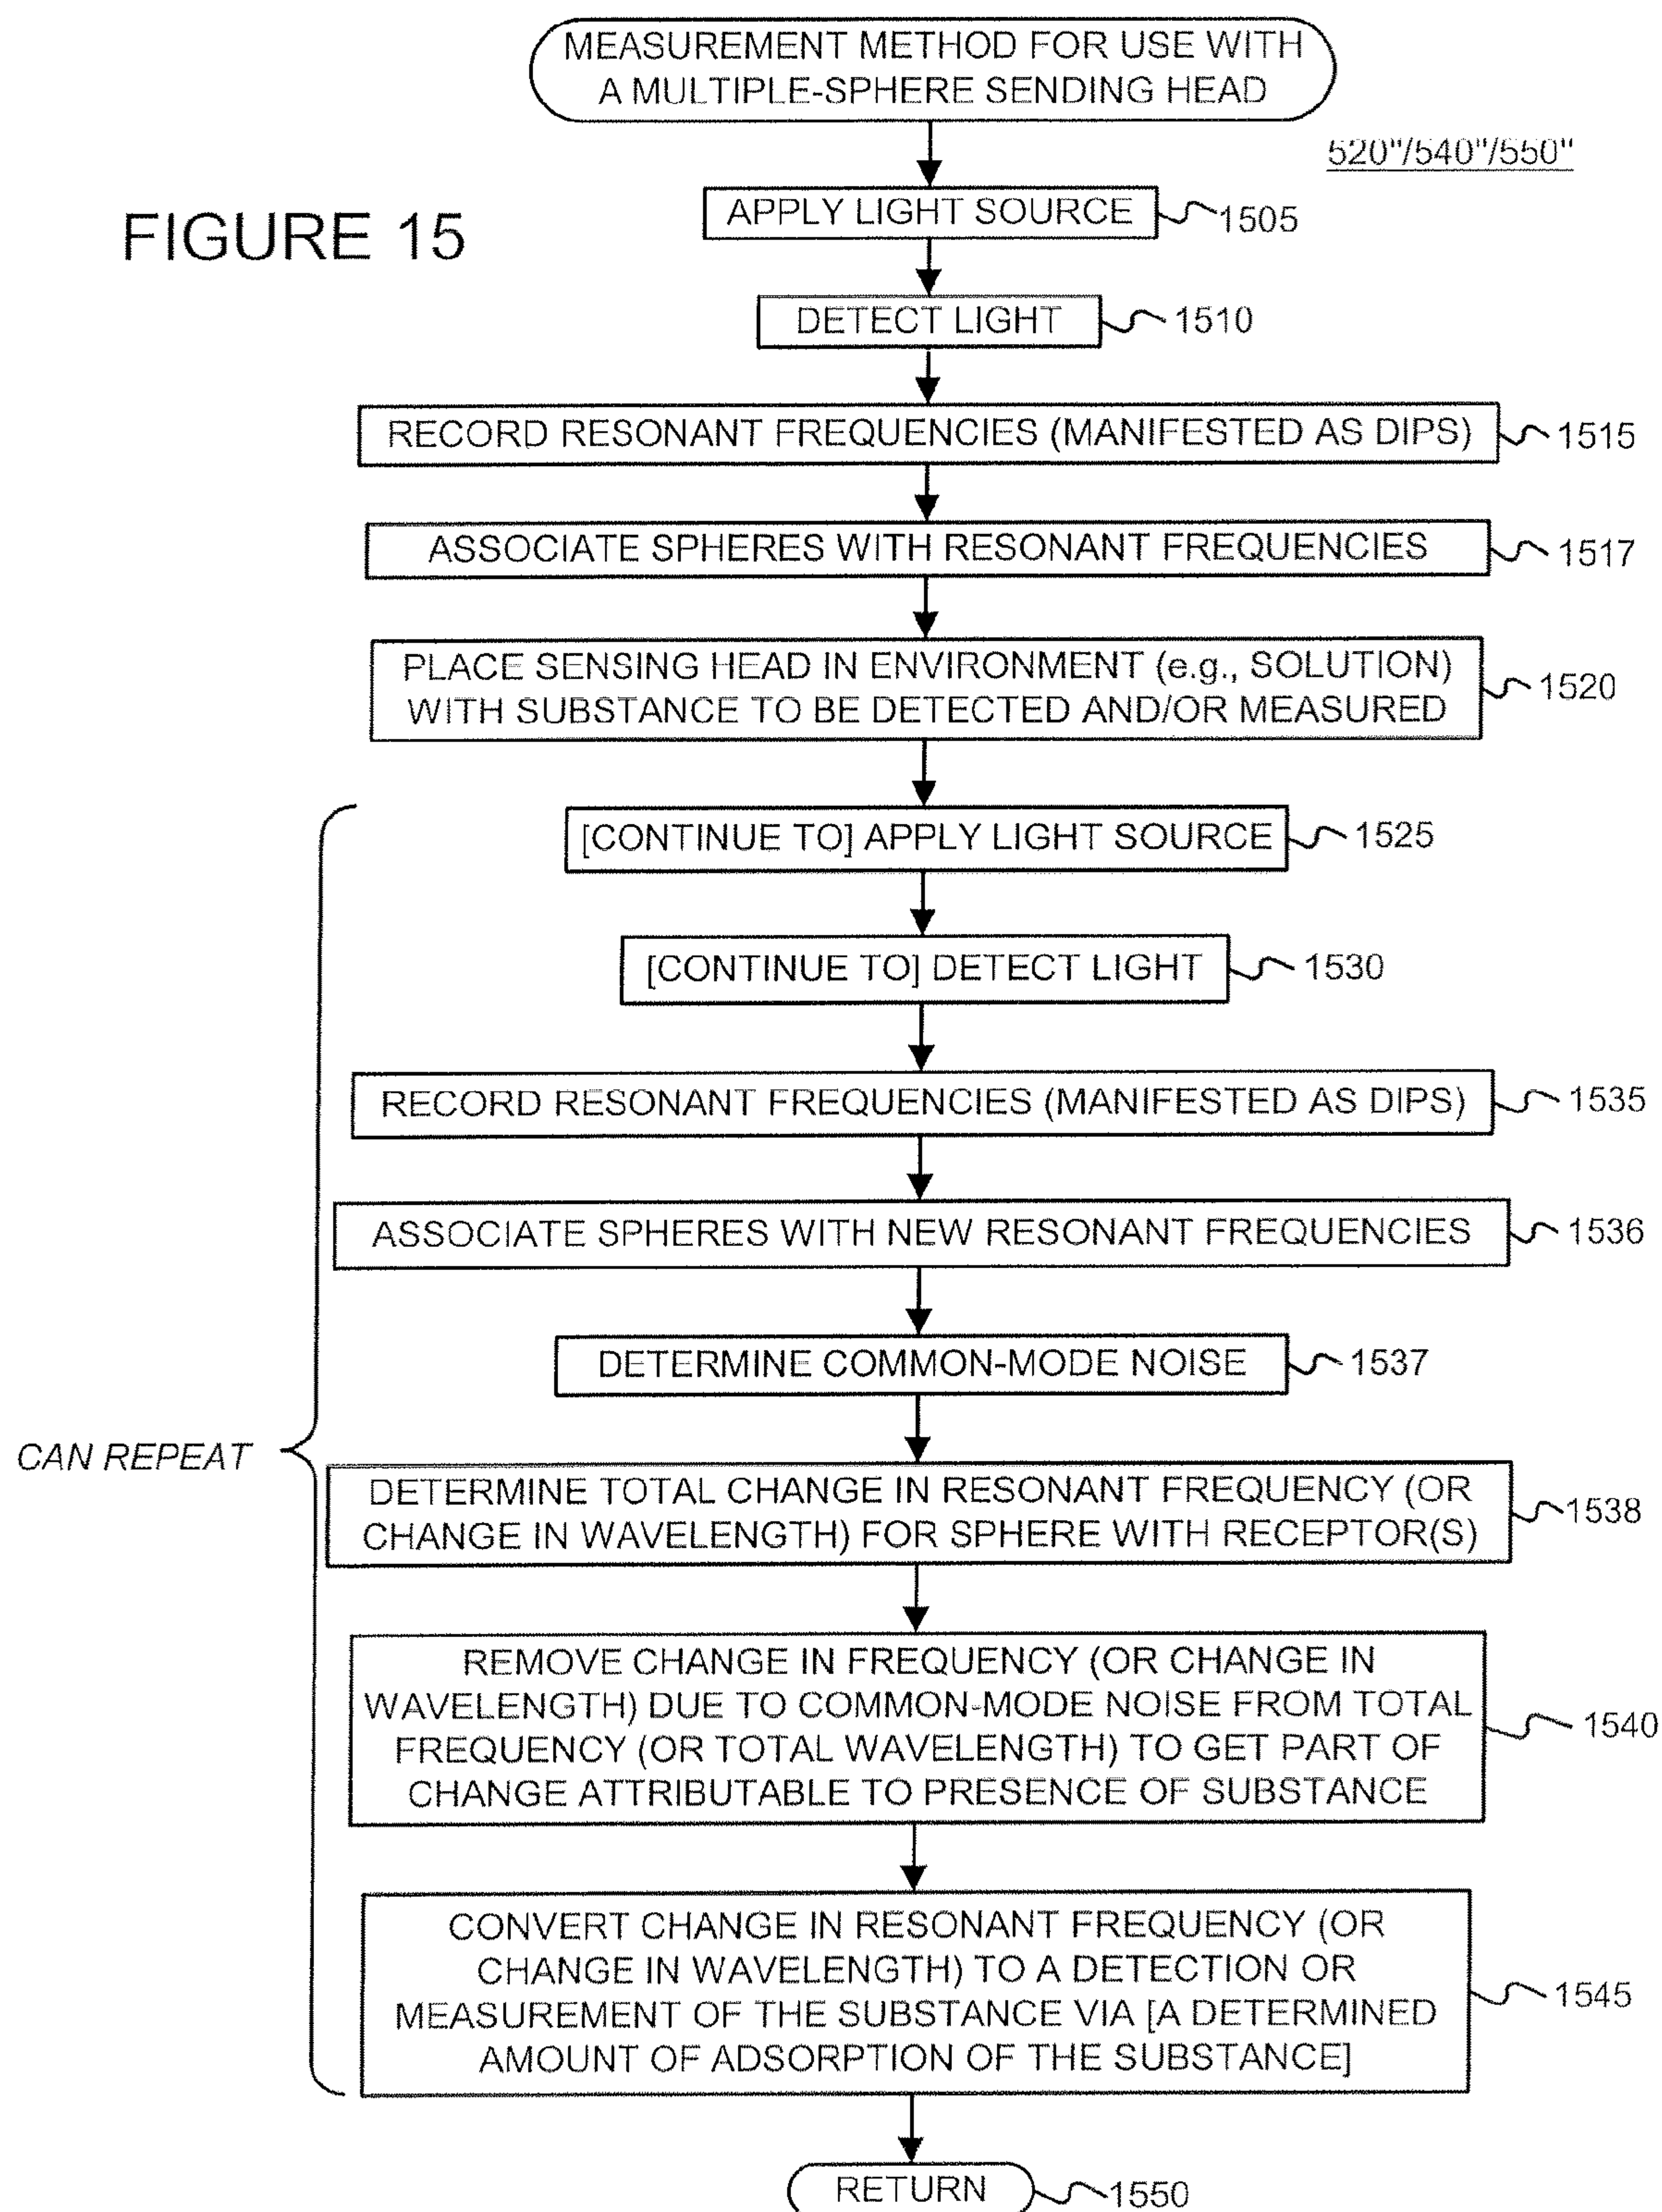 MEASUREMENT METHOD FOR USE WITH
A MULTIPLE-SPHERE SENDING HEAD
520"/540"/550"
FIGURE 15
APPLY LIGHT SOURCE
1505
DETECT LIGHT
1510
RECORD RESONANT FREQUENCIES (MANIFESTED AS DIPS)
1515
ASSOCIATE SPHERES WITH RESONANT FREQUENCIES
1517
PLACE SENSING HEAD IN ENVIRONMENT (e.g., SOLUTION)
WITH SUBSTANCE TO BE DETECTED AND/OR MEASURED
1520
[CONTINUE TO] APPLY LIGHT SOURCE
1525
[CONTINUE TO] DETECT LIGHT
1530
RECORD RESONANT FREQUENCIES (MANIFESTED AS DIPS)
1535
ASSOCIATE SPHERES WITH NEW RESONANT FREQUENCIES
1536
DETERMINE COMMON-MODE NOISE
1537
CAN REPEAT
DETERMINE TOTAL CHANGE IN RESONANT FREQUENCY (OR
CHANGE IN WAVELENGTH) FOR SPHERE WITH RECEPTOR(S)
1538
REMOVE CHANGE IN FREQUENCY (OR CHANGE IN
WAVELENGTH) DUE TO COMMON-MODE NOISE FROM TOTAL
FREQUENCY (OR TOTAL WAVELENGTH) TO GET PART OF
CHANGE ATTRIBUTABLE TO PRESENCE OF SUBSTANCE
1540
CONVERT CHANGE IN RESONANT FREQUENCY (OR
CHANGE IN WAVELENGTH) TO A DETECTION OR
MEASUREMENT OF THE SUBSTANCE VIA [A DETERMINED
AMOUNT OF ADSORPTION OF THE SUBSTANCE]
1545
RETURN
1550